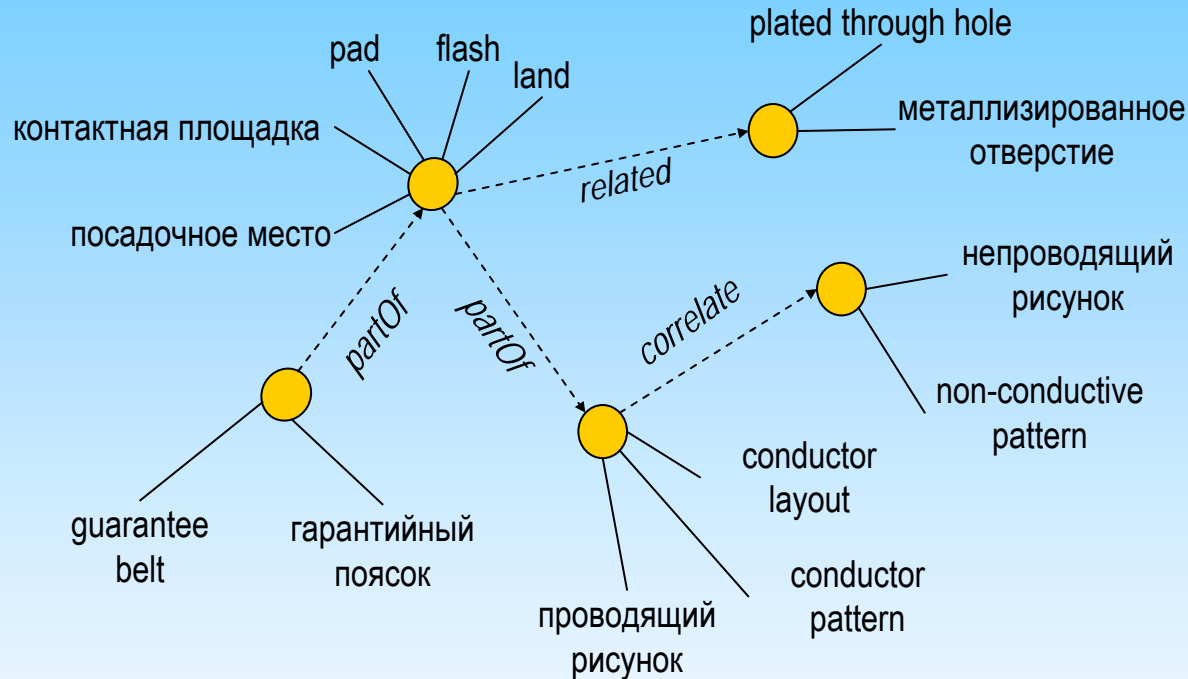 plated through hole
pad
flash
land
контактная площадка
металлизированное
отверстие
related
посадочное место
непроводящий
рисунок
partOf
partOf
correlate
non-conductive
pattern
conductor
layout
guarantee
belt
гарантийный
поясок
conductor
pattern
проводящий
рисунок